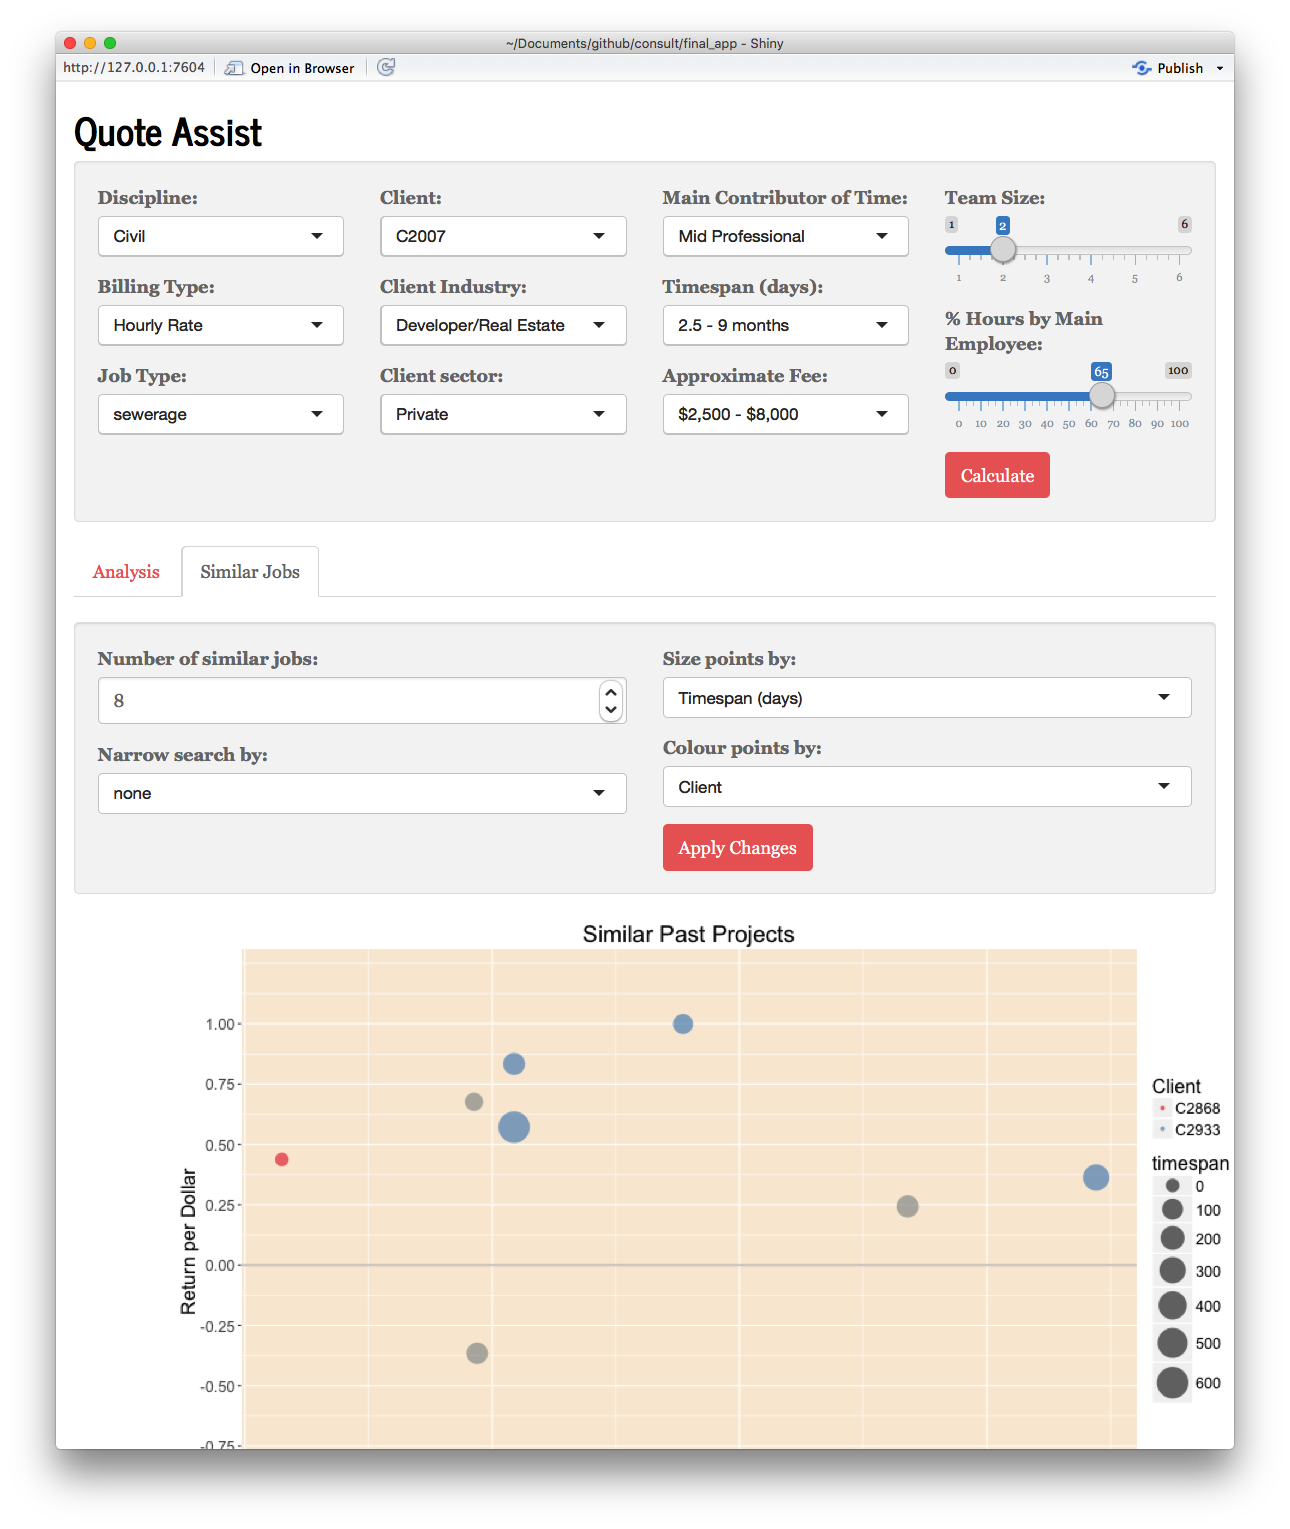 ~/Documents/github/consult/final_app - Shiny
http://127.0.0.1:7604 Open in Browser Publish
Quote Assist
Discipline: Client: Main Contributor of Time: Team Size:
1 2 6
Civil C2007 Mid Professional
1 2 3 4 5 6
Billing Type: Client Industry: Timespan (days):
Hourly Rate Developer/Real Estate 2.5 - 9 months
% Hours by Main
Employee:
Job Type: Client sector: Approximate Fee:
0 65 100
sewerage Private $2,500 - $8,000
0 10 20 30 40 50 60 70 80 90 100
Calculate
Analysis Similar Jobs
Number of similar jobs: Size points by:
8 Timespan (days)
Narrow search by: Colour points by:
none Client
Apply Changes
Similar Past Projects
Return per Dollar
1.00
0.75
0.50
0.25
0.00
-0.25
-0.50
-0.75
Client
C2868
C2933
timespan
0
100
200
300
400
500
600